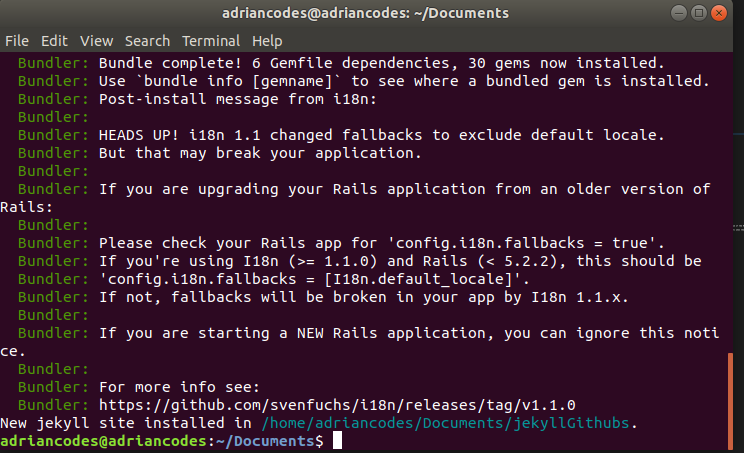 adriancodes@adriancodes: ~/Documents
File Edit View Search Terminal Help
Bundler: Bundle complete! 6 Gemfile dependencies, 30 gems now installed.
Bundler: Use `bundle info [gemname]` to see where a bundled gem is installed.
Bundler: Post-install message from i18n:
Bundler:
Bundler: HEADS UP! i18n 1.1 changed fallbacks to exclude default locale.
Bundler: But that may break your application.
Bundler:
Bundler: If you are upgrading your Rails application from an older version of
Rails:
Bundler:
Bundler: Please check your Rails app for 'config.i18n.fallbacks = true'.
Bundler: If you're using I18n (>= 1.1.0) and Rails (< 5.2.2), this should be
Bundler: 'config.i18n.fallbacks = [I18n.default_locale]'.
Bundler: If not, fallbacks will be broken in your app by I18n 1.1.x.
Bundler:
Bundler: If you are starting a NEW Rails application, you can ignore this noti
ce.
Bundler:
Bundler: For more info see:
Bundler: https://github.com/svenfuchs/i18n/releases/tag/v1.1.0
New jekyll site installed in /home/adriancodes/Documents/jekyllGithubs.
adriancodes@adriancodes:~/Documents$